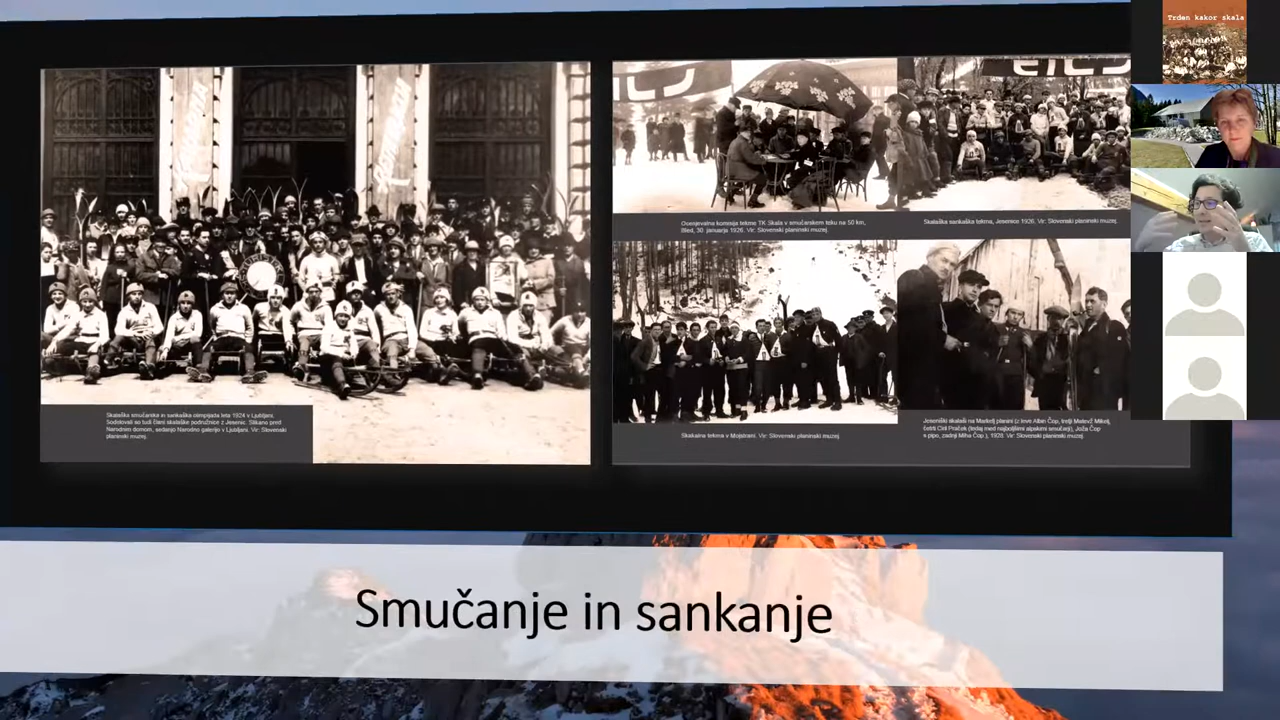 Trden kakor skala
Skalaška smučarska in sankaška olimpijada leta 1924 v Ljubljani.
Sodelovali so tudi člani skalaške podružnice z Jesenic. Slikano pred
Narodnim domom, sedanjo Narodno galerijo v Ljubljani. Vir: Slovenski
planinski muzej.
Ocenjevalna komisija tekme TK Skala v smučarskem teku na 50 km,
Bled, 30. januarja 1926. Vir: Slovenski planinski muzej.
Skalaška sankaška tekma, Jesenice 1926. Vir: Slovenski planinski muzej.
Skakalna tekma v Mojstrani. Vir: Slovenski planinski muzej
Jeseniški skalaši na Markelj planini (z leve Albin Čop, tretji Matevž
četrti Ciril Praček (tedaj med najboljšimi alpskimi smučarji), Joža Čop
s pipo, zadnji Miha Čop.), 1928. Vir: Slovenski planinski muzej.
Smučanje in sankanje